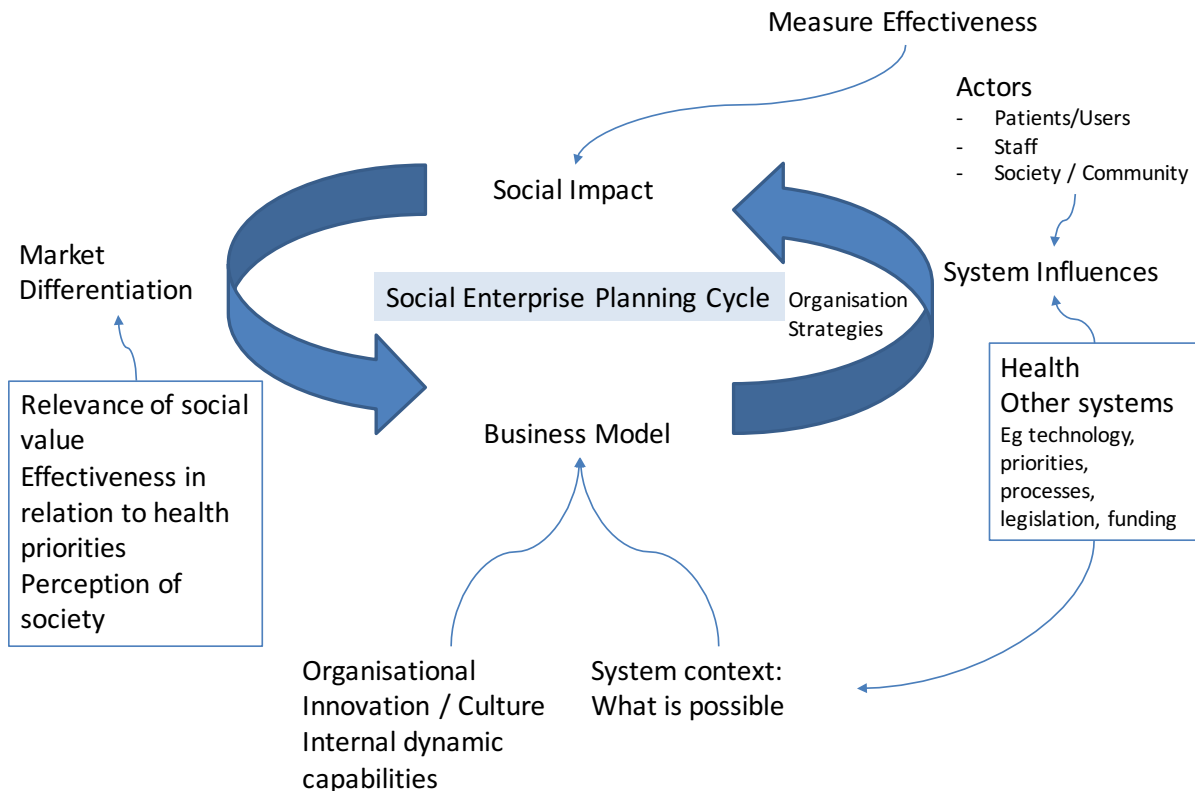 Measure Effectiveness
Actors
- Patients/Users
- Staff
- Society / Community
Social Impact
Market
Differentiation
System Influences
Social Enterprise Planning Cycle
Organisation
Strategies
Relevance of social
value
Effectiveness in
relation to health
priorities
Perception of
society
Health
Other systems
Eg technology,
priorities,
processes,
legislation, funding
Business Model
Organisational
Innovation / Culture
Internal dynamic
capabilities
System context:
What is possible